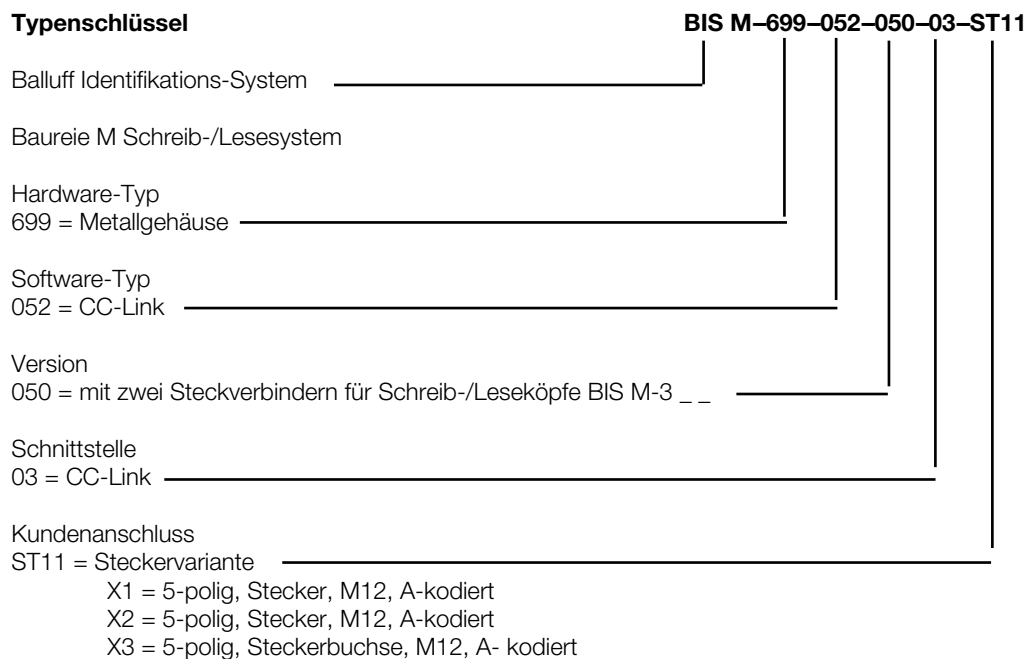 Typenschlüssel BIS M–699–052–050–03–ST11
Balluff Identifikations-System
Baureie M Schreib-/Lesesystem
Hardware-Typ
699 = Metallgehäuse
Software-Typ
052 = CC-Link
Version
050 = mit zwei Steckverbindern für Schreib-/Leseköpfe BIS M-3 _ _
Schnittstelle
03 = CC-Link
Kundenanschluss
ST11 = Steckervariante
X1 = 5-polig, Stecker, M12, A-kodiert
X2 = 5-polig, Stecker, M12, A-kodiert
X3 = 5-polig, Steckerbuchse, M12, A- kodiert